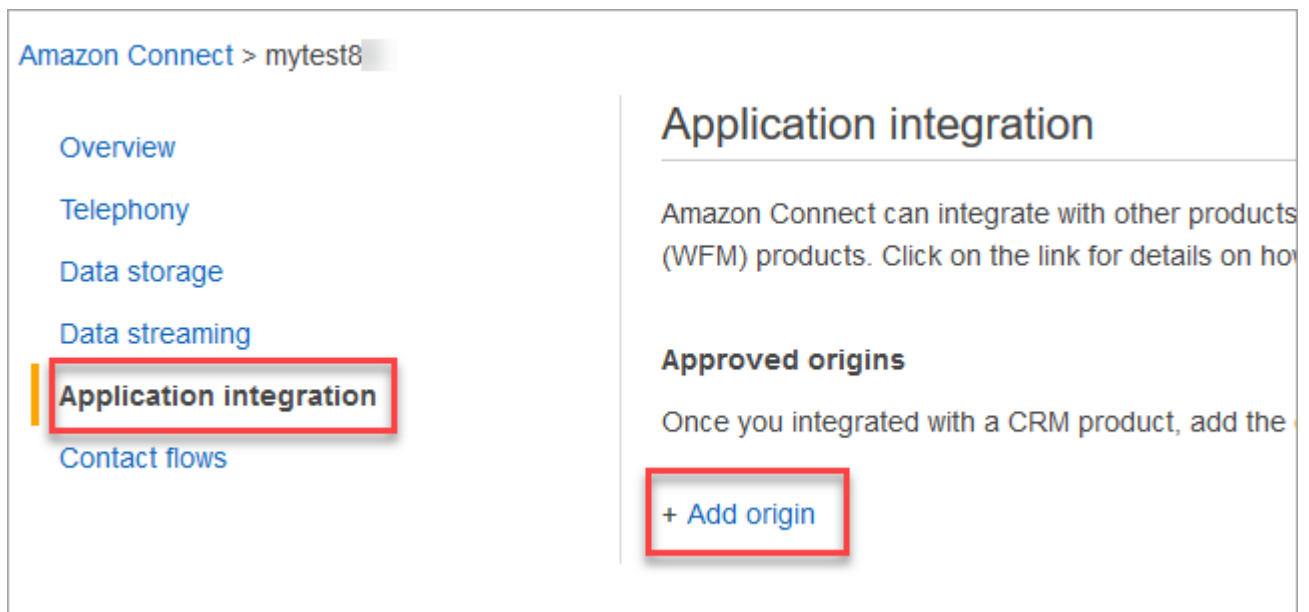 Amazon Connect > mytest8
Overview
Telephony
Data storage
Data streaming
Application integration
Contact flows
Application integration
Amazon Connect can integrate with other products
(WFM) products. Click on the link for details on how
Approved origins
Once you integrated with a CRM product, add the
+ Add origin